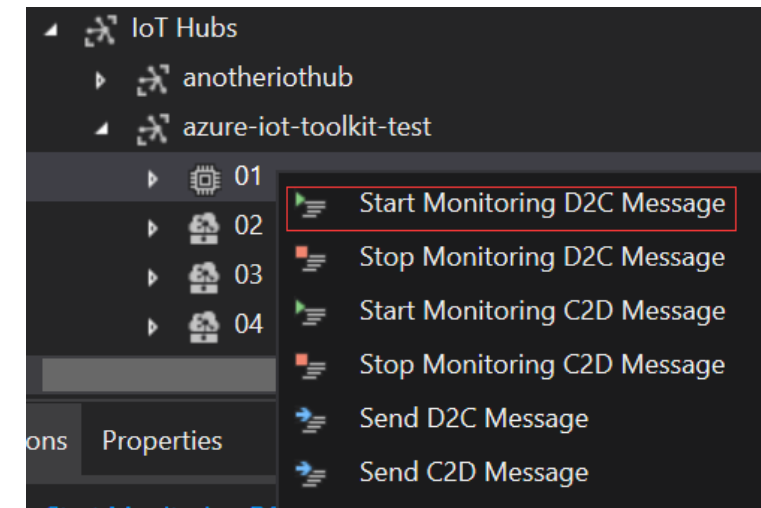 IoT Hubs
anotheriothub
azure-iot-toolkit-test
01
Start Monitoring D2C Message
02
Stop Monitoring D2C Message
03
Start Monitoring C2D Message
04
Stop Monitoring C2D Message
Send D2C Message
ons Properties
Send C2D Message